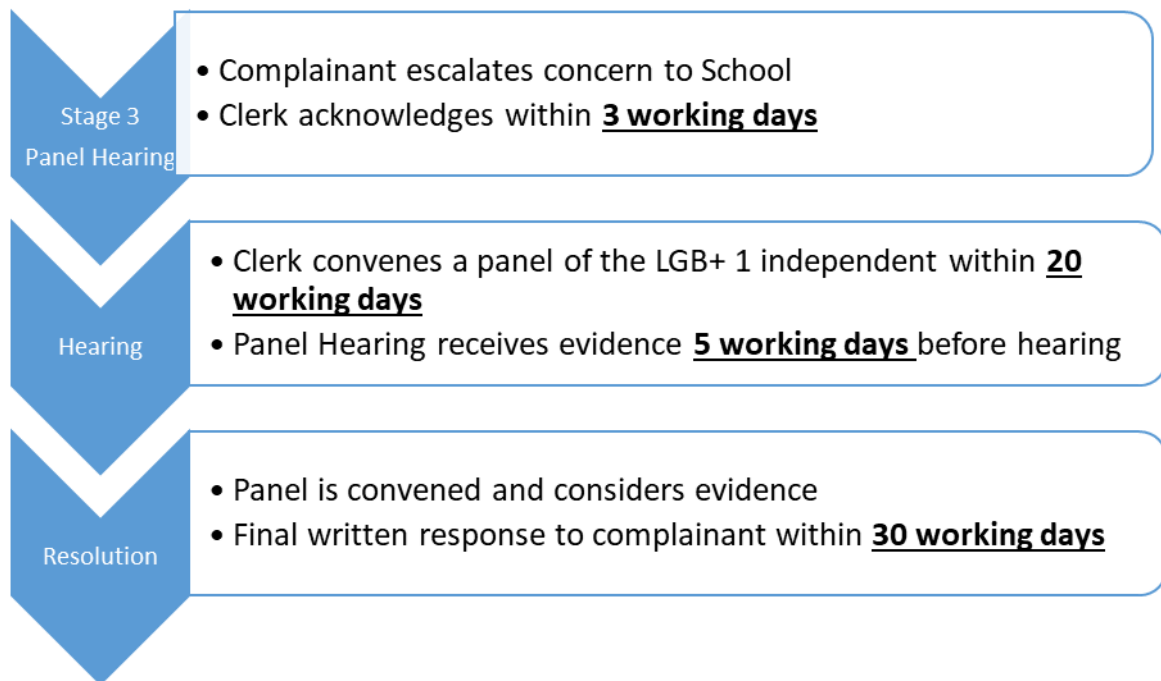 Stage 3
Panel Hearing
• Complainant escalates concern to School
• Clerk acknowledges within 3 working days
Hearing
• Clerk convenes a panel of the LGB+ 1 independent within 20
working days
• Panel Hearing receives evidence 5 working days before hearing
Resolution
• Panel is convened and considers evidence
• Final written response to complainant within 30 working days